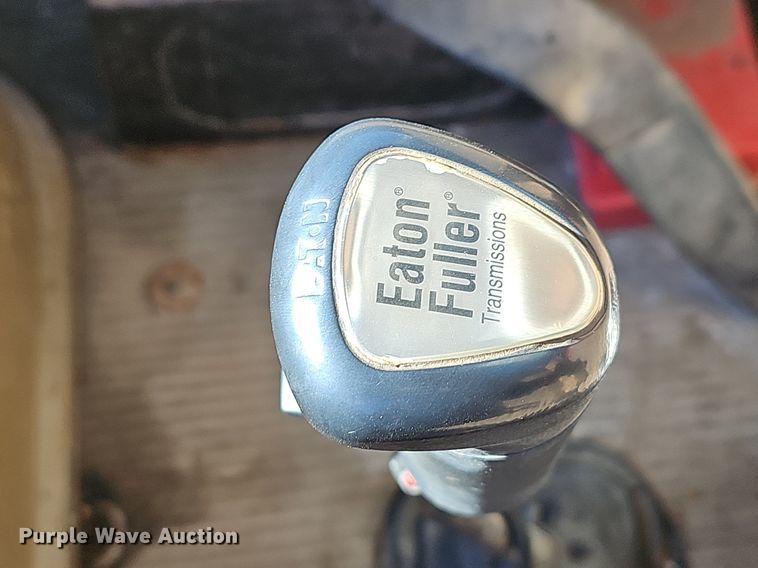 Eaton®
Fuller®
Transmissions
Purple Wave Auction